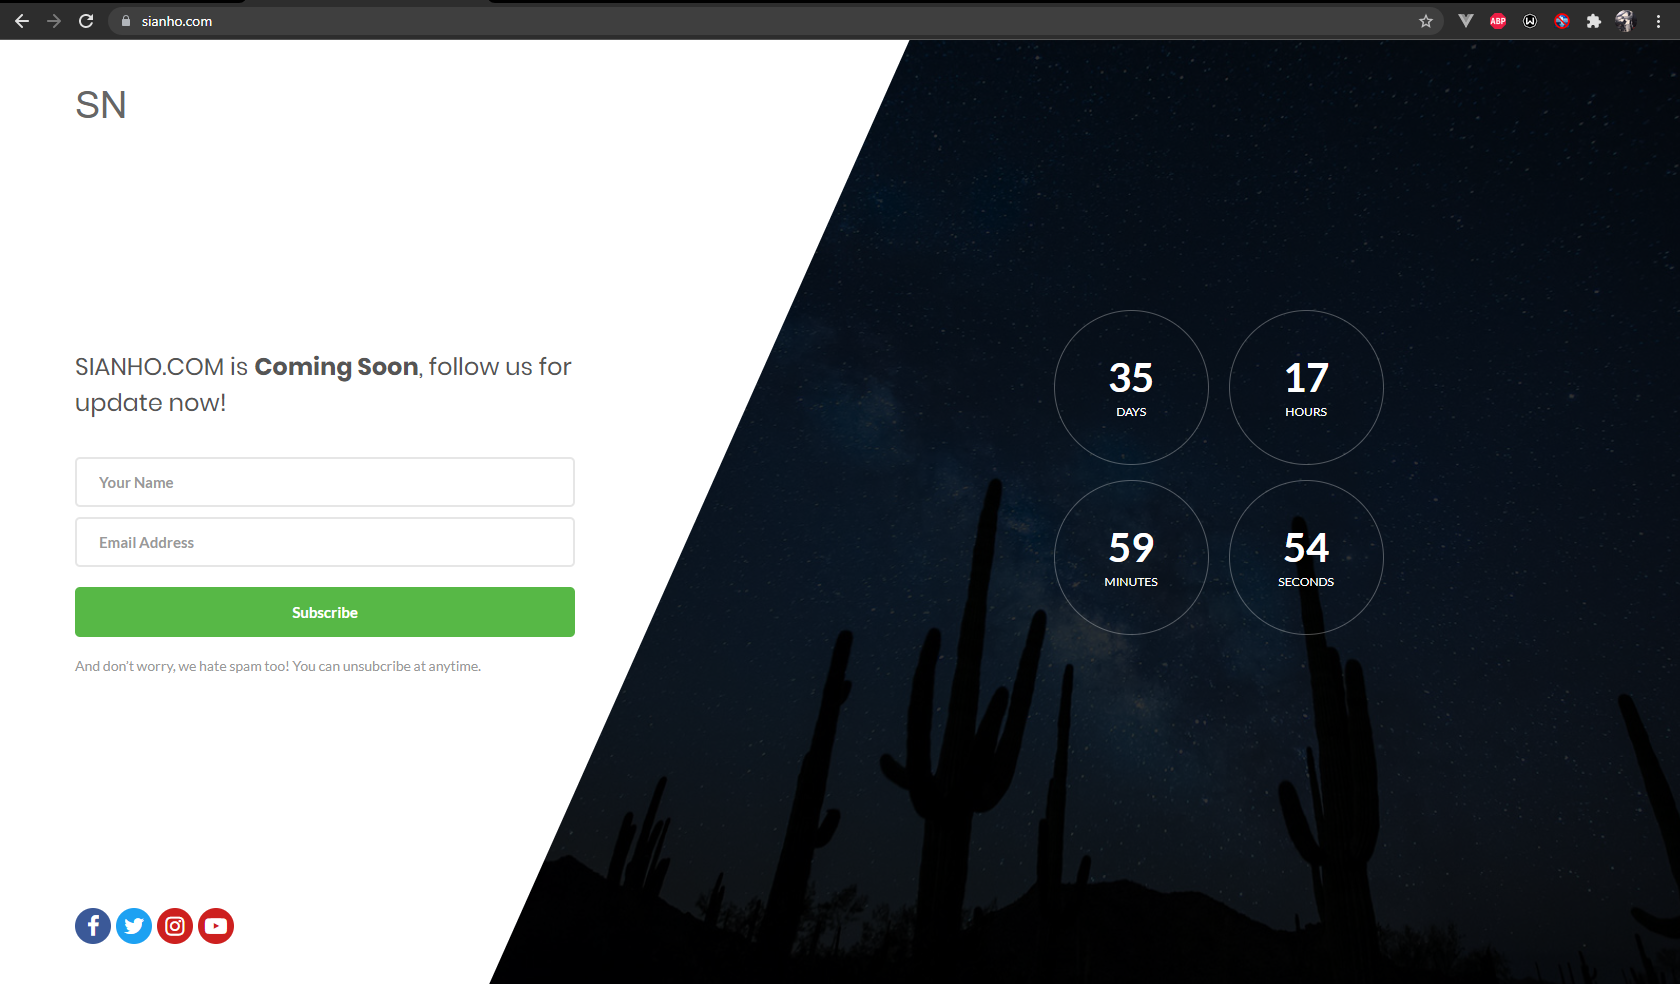 sianho.com
ABP
SN
SIANHO.COM is Coming Soon, follow us for
update now!
Your Name
Email Address
Subscribe
And don't worry, we hate spam too! You can unsubcribe at anytime.
35
DAYS
17
HOURS
59
MINUTES
54
SECONDS